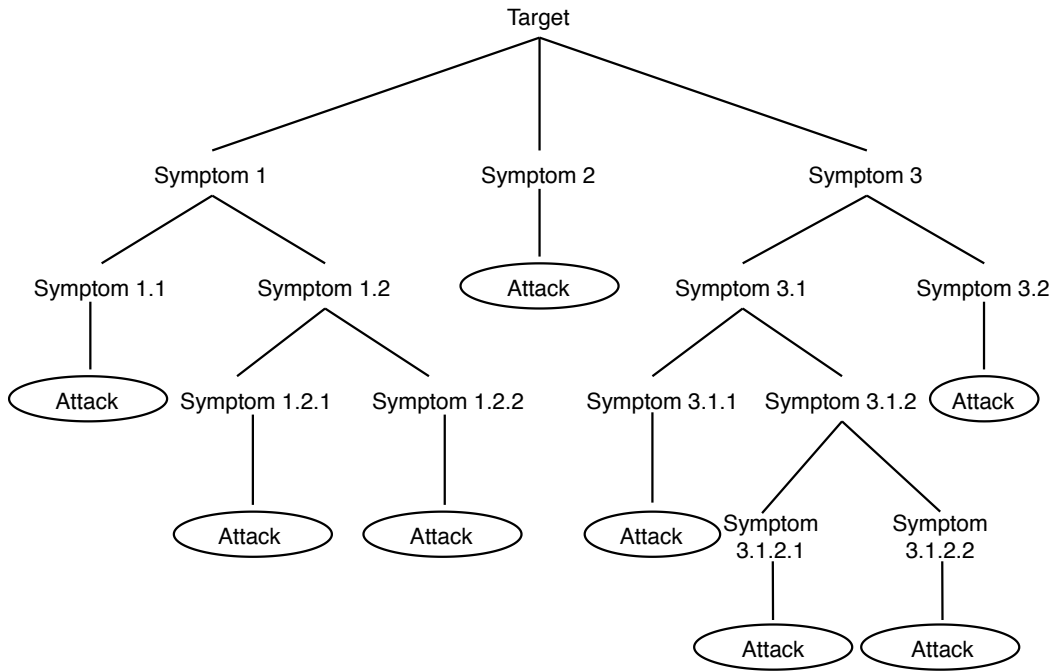 Target
Symptom 1
Symptom 2
Symptom 3
Symptom 1.1
Symptom 1.2
Attack
Symptom 3.1
Symptom 3.2
Attack
Symptom 1.2.1
Symptom 1.2.2
Symptom 3.1.1
Symptom 3.1.2
Attack
Attack
Attack
Attack
Symptom
3.1.2.1
Symptom
3.1.2.2
Attack
Attack